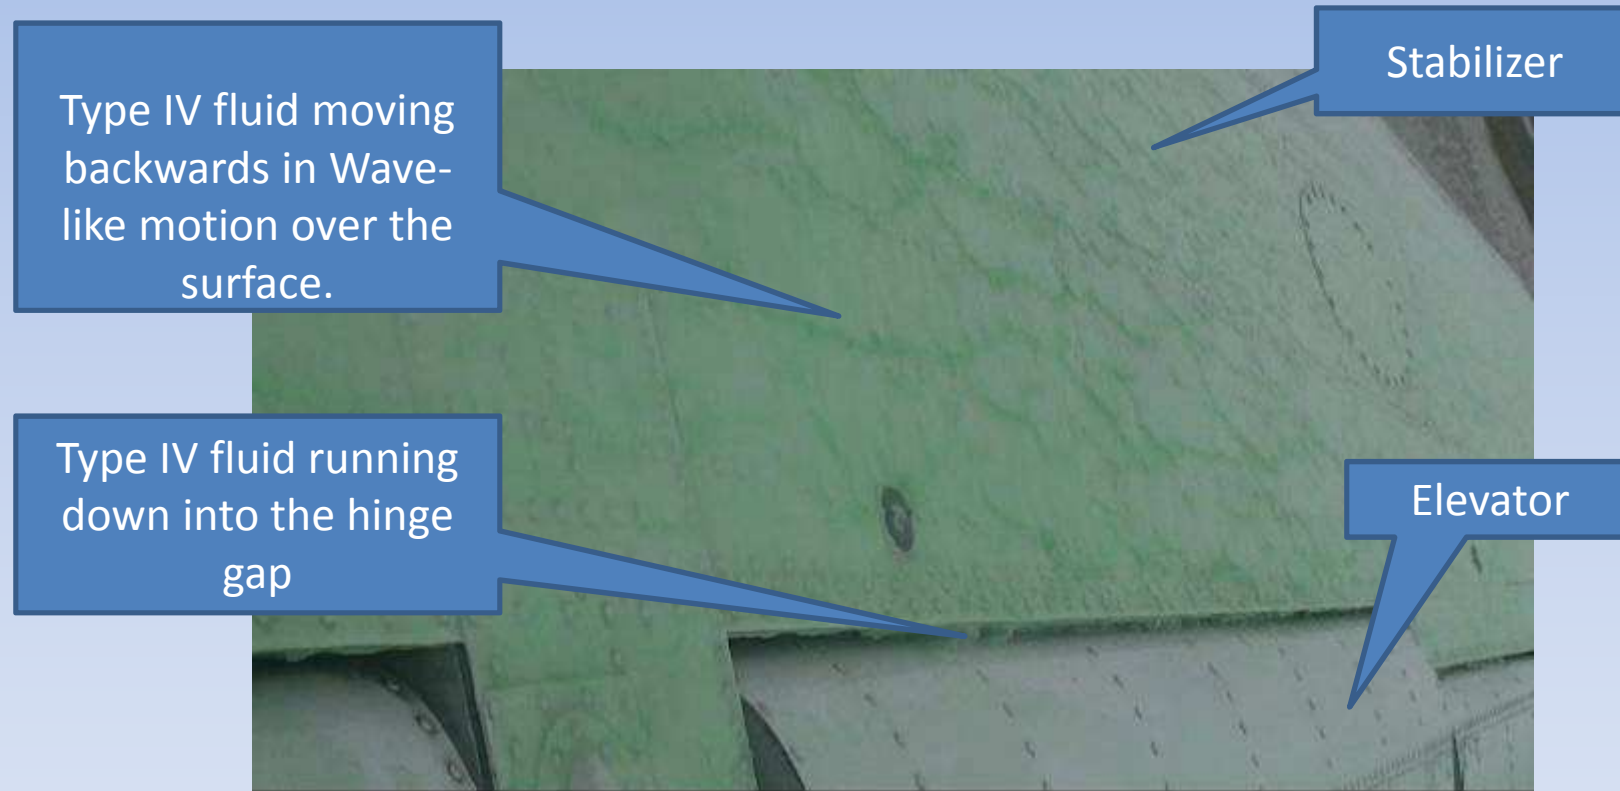 Type IV fluid moving
backwards in Wave-
like motion over the
surface.
Stabilizer
Type IV fluid running
down into the hinge
gap
Elevator